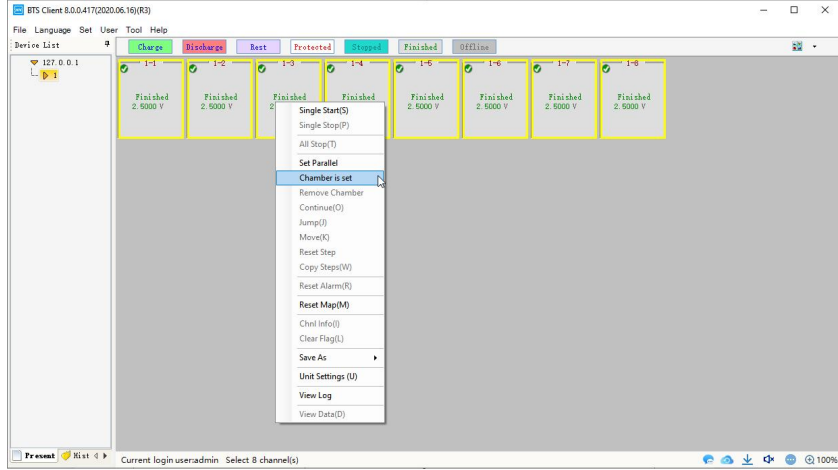 BTS Client 8.0.0.417(2020.06.16)(R3)
File Language Set User Tool Help
Device List
Charge Discharge Rest Protected Stopped Finished Offline
127.0.0.1
1
1-1 1-2 1-3 1-4 1-5 1-6 1-7 1-8
Finished Finished Finished Finished Finished Finished Finished Finished
2.5000 V 2.5000 V 2 2.5000 V 2.5000 V 2.5000 V 2.5000 V
Single Start(S)
Single Stop(P)
All Stop(T)
Set Parallel
Chamber is set
Remove Chamber
Continue(O)
Jump(J)
Move(K)
Reset Step
Copy Steps(W)
Reset Alarm(R)
Reset Map(M)
Chnl Info(I)
Clear Flag(L)
Save As
Unit Settings (U)
View Log
View Data(D)
Present Hist
Current login user:admin Select 8 channel(s)
100%